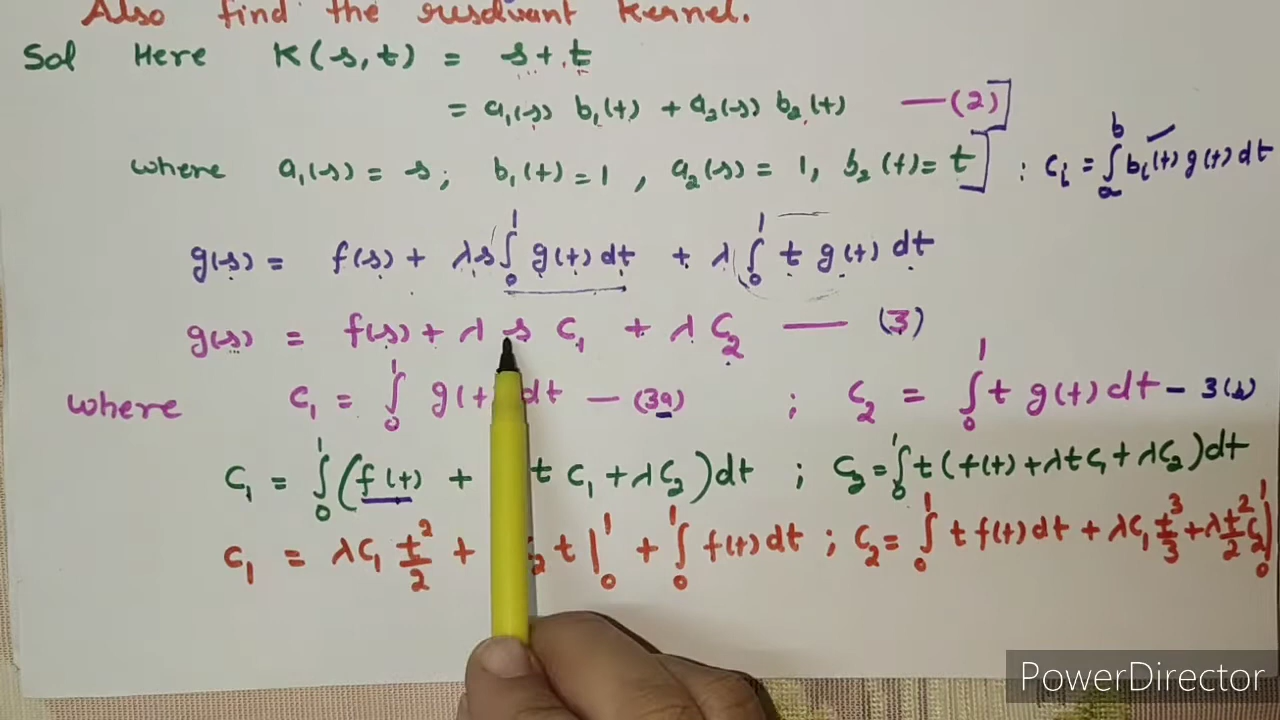 Also find the resolvant kernel.
Sol Here K(s,t) = s+t
= a₁(s) b₁(t) + a₂(s) b₂(t) —(2)
where a₁(s) = s; b₁(t)=1, a₂(s)= 1, b₂(t)= t : cᵢ = ∫ₐᵇ bᵢ(t) g(t) dt
g(s) = f(s) + λs ∫₀¹ g(t) dt + λ ∫₀¹ t g(t) dt
g(s) = f(s) + λ s C₁ + λ C₂ — (3)
where C₁ = ∫₀¹ g(t) dt — (3a) ; C₂ = ∫₀¹ t g(t) dt - 3(b)
C₁ = ∫₀¹ (f(t) + t C₁ + λC₂) dt ; C₂ = ∫₀¹ t (f(t) + λtC₁ + λC₂) dt
C₁ = λC₁ t²/2 + ₂ t |₀¹ + ∫₀¹ f(t) dt ; C₂ = ∫₀¹ t f(t) dt + λC₁ t³/3 + λ t²/2 C₂ |₀¹
PowerDirector